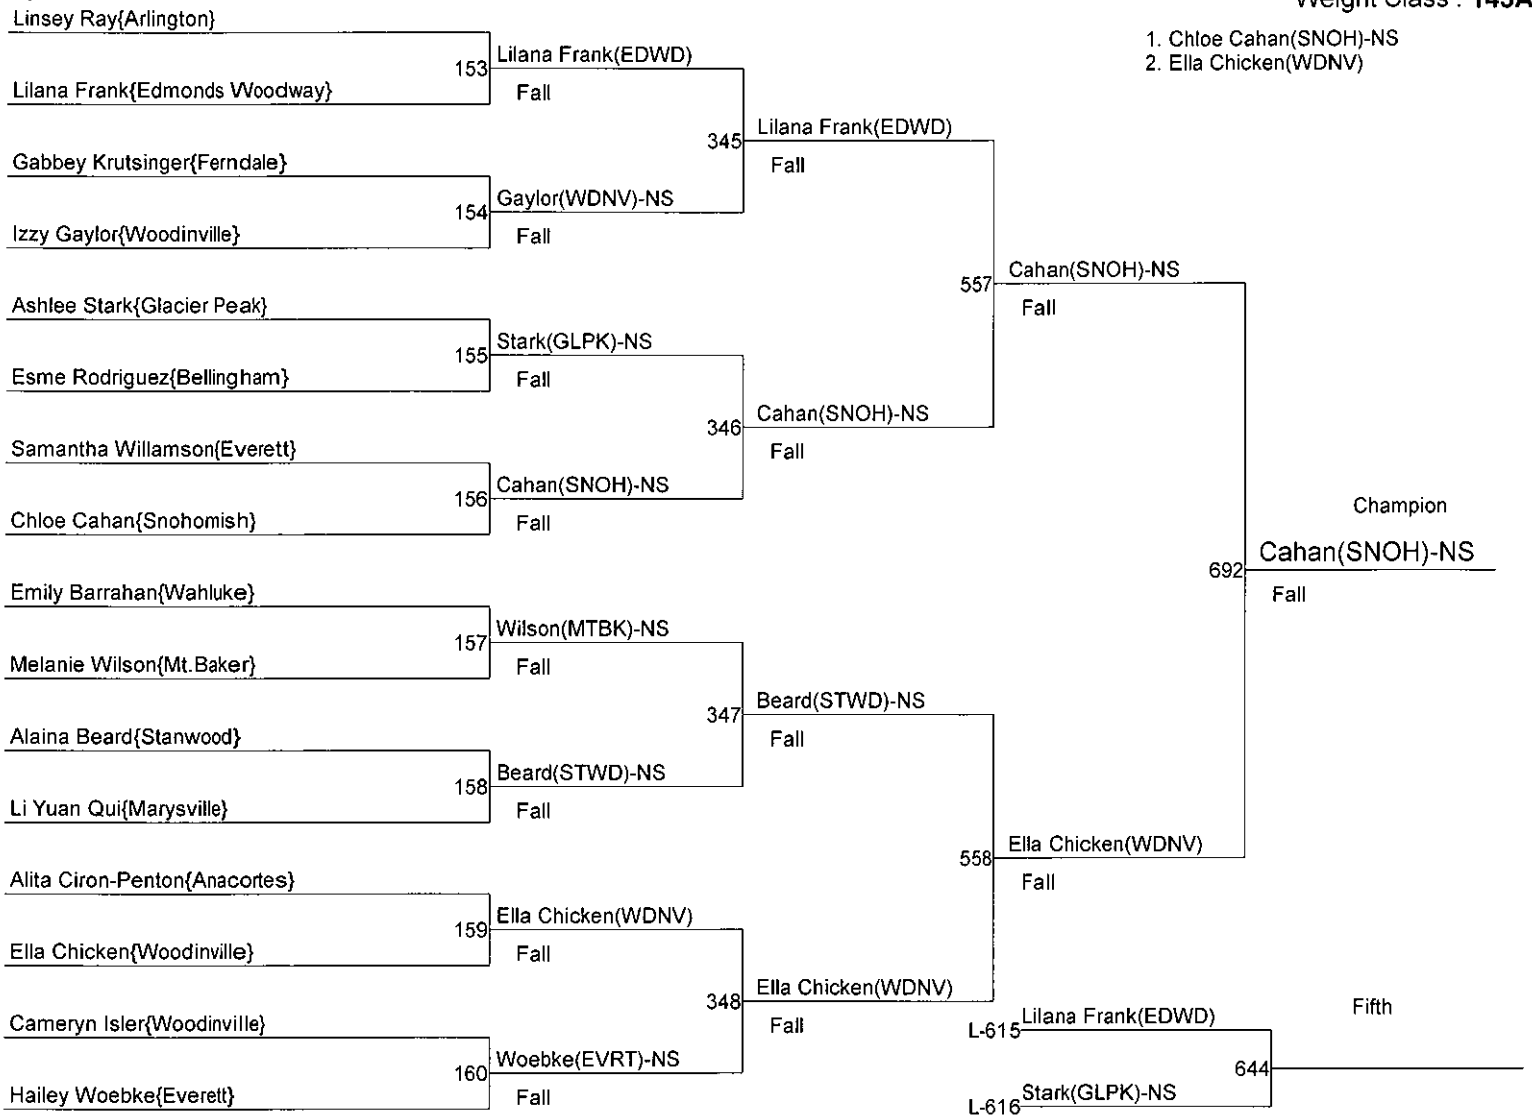 Weight Class : 145A
1. Chloe Cahan(SNOH)-NS
2. Ella Chicken(WDNV)
Linsey Ray{Arlington}
153
Lilana Frank(EDWD)
Fall
Lilana Frank{Edmonds Woodway}
345
Lilana Frank(EDWD)
Fall
Gabbey Krutsinger{Ferndale}
154
Gaylor(WDNV)-NS
Fall
Izzy Gaylor{Woodinville}
557
Cahan(SNOH)-NS
Fall
Ashlee Stark{Glacier Peak}
155
Stark(GLPK)-NS
Fall
Esme Rodriguez{Bellingham}
346
Cahan(SNOH)-NS
Fall
Samantha Willamson{Everett}
156
Cahan(SNOH)-NS
Fall
Chloe Cahan{Snohomish}
Champion
692
Cahan(SNOH)-NS
Fall
Emily Barrahan{Wahluke}
157
Wilson(MTBK)-NS
Fall
Melanie Wilson{Mt.Baker}
347
Beard(STWD)-NS
Fall
Alaina Beard{Stanwood}
158
Beard(STWD)-NS
Fall
Li Yuan Qui{Marysville}
558
Ella Chicken(WDNV)
Fall
Alita Ciron-Penton{Anacortes}
159
Ella Chicken(WDNV)
Fall
Ella Chicken{Woodinville}
348
Ella Chicken(WDNV)
Fall
Cameryn Isler{Woodinville}
160
Woebke(EVRT)-NS
Fall
Hailey Woebke{Everett}
Fifth
L-615
Lilana Frank(EDWD)
644
L-616
Stark(GLPK)-NS